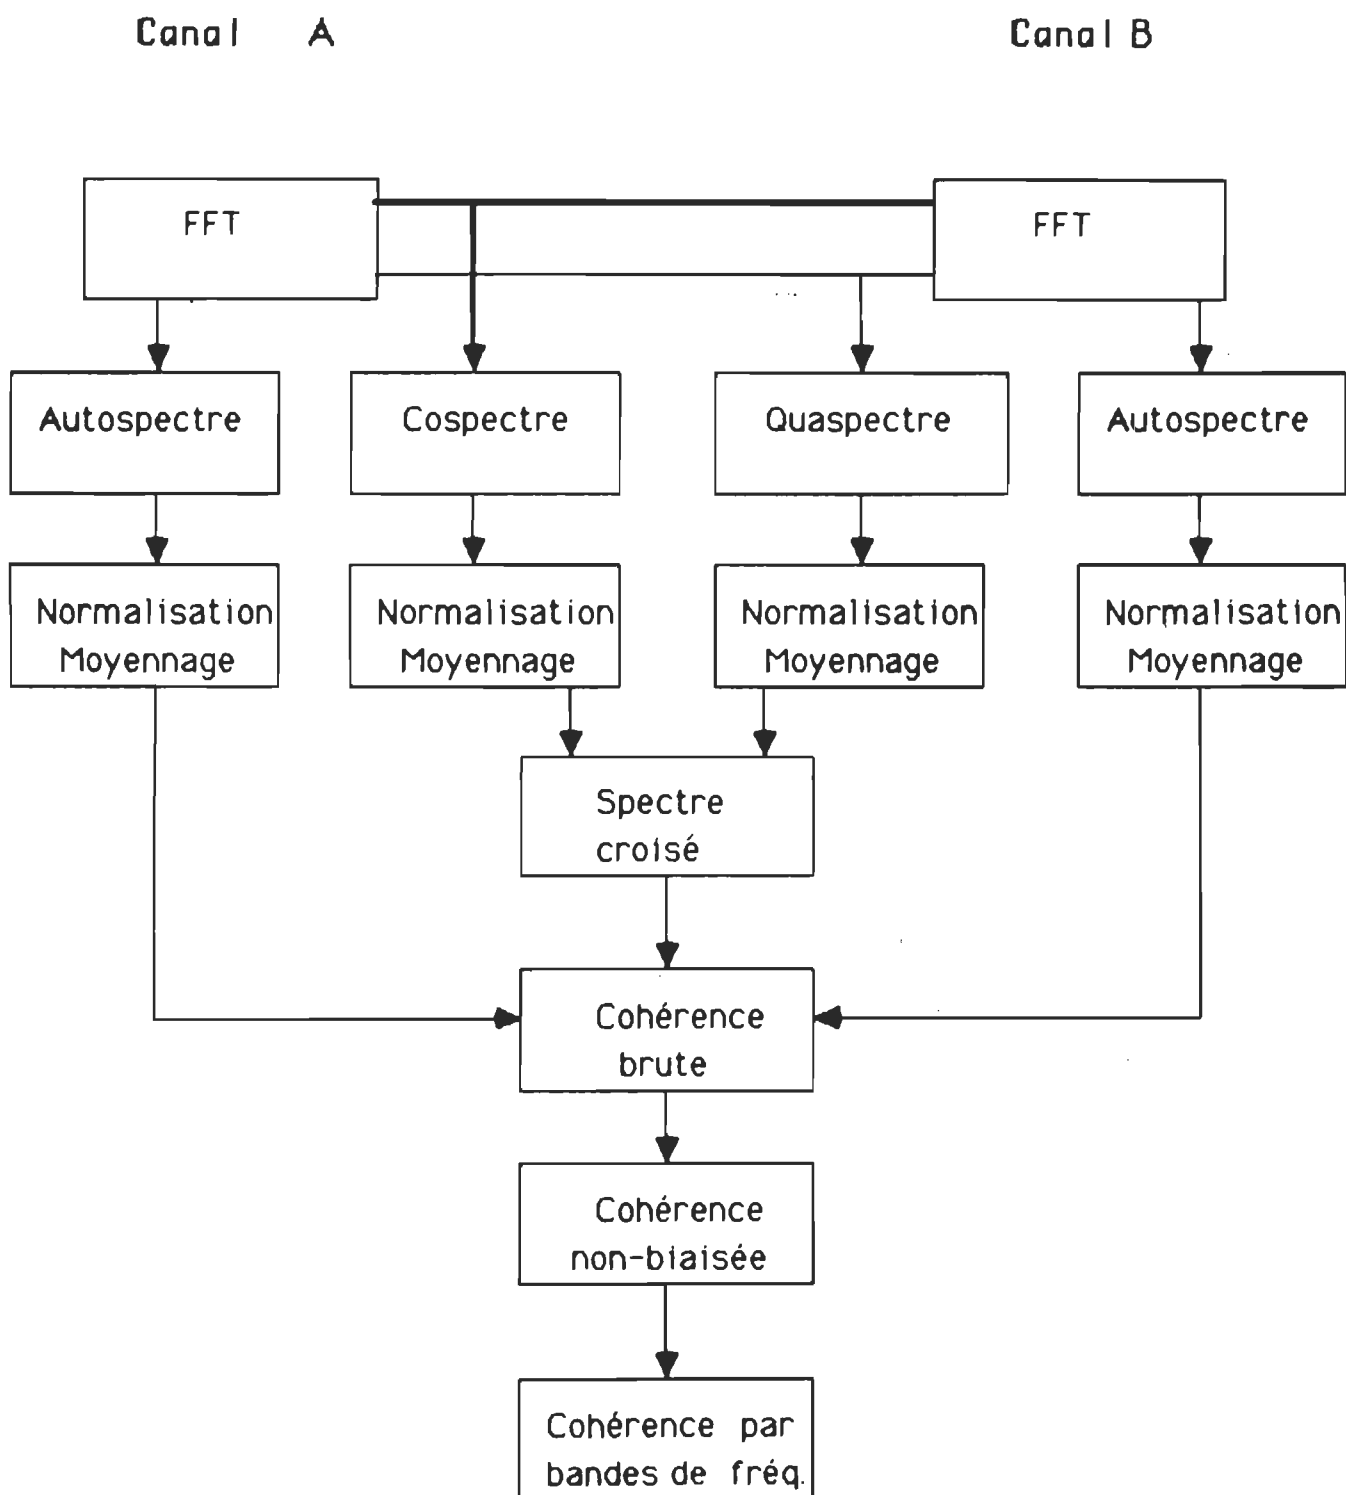 Canal A
Canal B
FFT
FFT
Autospectre
Cospectre
Quaspectre
Autospectre
Normalisation
Moyennage
Normalisation
Moyennage
Normalisation
Moyennage
Normalisation
Moyennage
Spectre
croisé
Cohérence
brute
Cohérence
non-biaisée
Cohérence par
bandes de fréq.